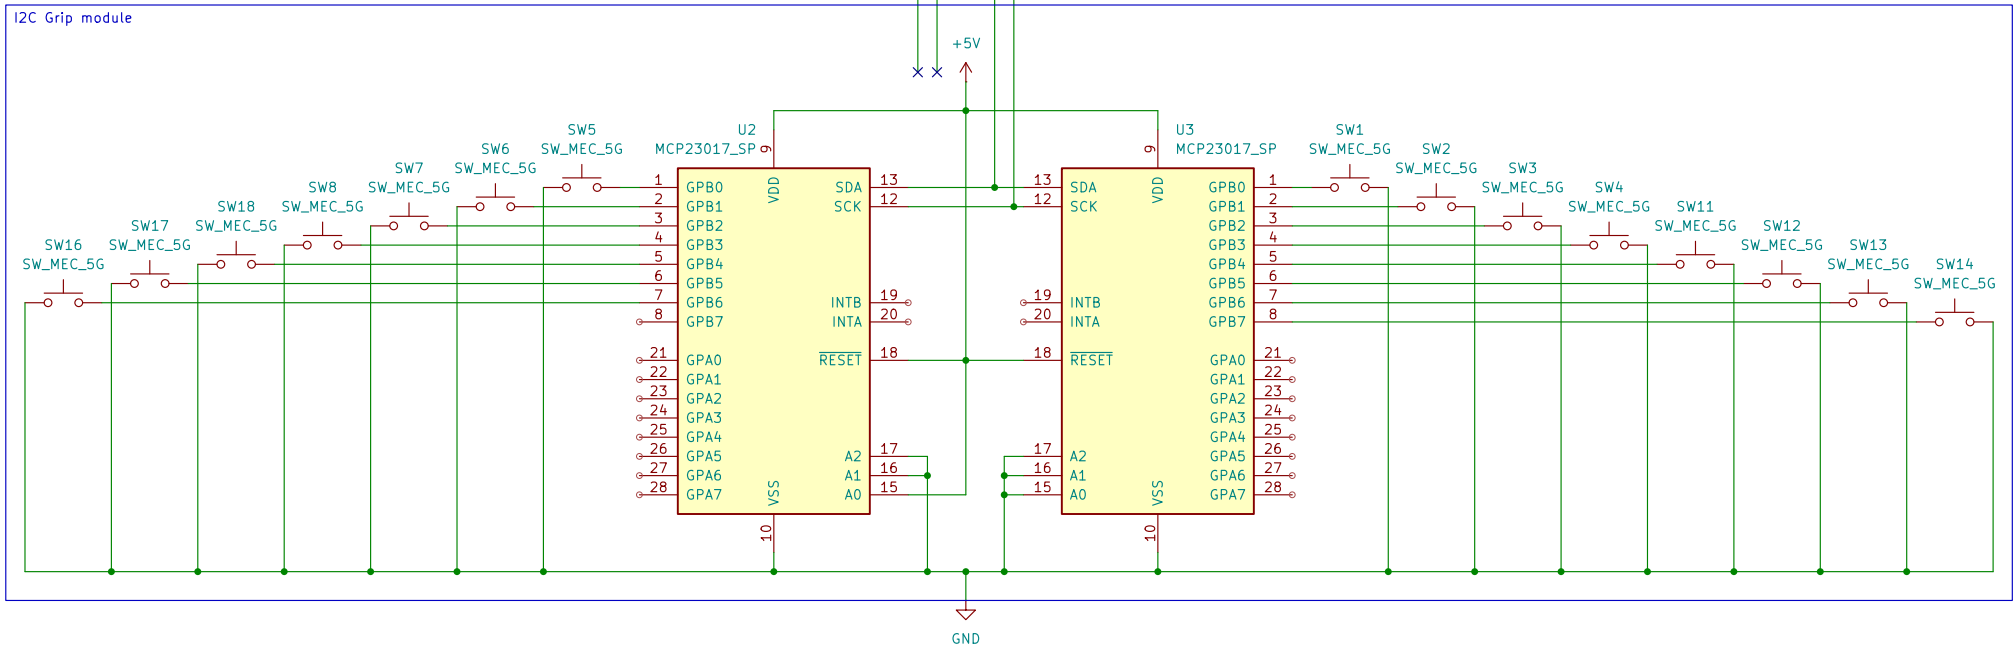 I2C Grip module
+5V
SW5
SW_MEC_5G
SW6
SW_MEC_5G
SW7
SW_MEC_5G
SW8
SW_MEC_5G
SW18
SW_MEC_5G
SW17
SW_MEC_5G
SW16
SW_MEC_5G
U2
MCP23017_SP
9
VDD
1 GPB0
2 GPB1
3 GPB2
4 GPB3
5 GPB4
6 GPB5
7 GPB6
8 GPB7
21 GPA0
22 GPA1
23 GPA2
24 GPA3
25 GPA4
26 GPA5
27 GPA6
28 GPA7
SDA 13
SCK 12
INTB 19
INTA 20
RESET 18
A2 17
A1 16
A0 15
VSS
10
U3
MCP23017_SP
9
VDD
13 SDA
12 SCK
19 INTB
20 INTA
18 RESET
17 A2
16 A1
15 A0
GPB0 1
GPB1 2
GPB2 3
GPB3 4
GPB4 5
GPB5 6
GPB6 7
GPB7 8
GPA0 21
GPA1 22
GPA2 23
GPA3 24
GPA4 25
GPA5 26
GPA6 27
GPA7 28
VSS
10
SW1
SW_MEC_5G
SW2
SW_MEC_5G
SW3
SW_MEC_5G
SW4
SW_MEC_5G
SW11
SW_MEC_5G
SW12
SW_MEC_5G
SW13
SW_MEC_5G
SW14
SW_MEC_5G
GND